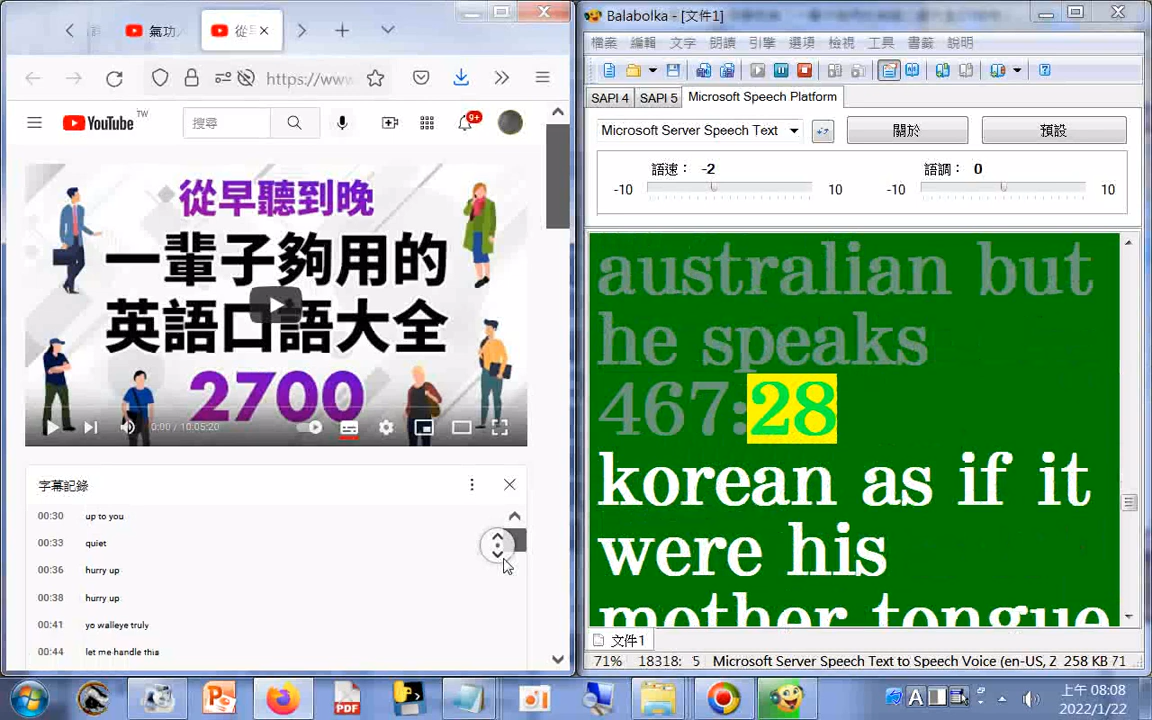 氣功
從
https://www
YouTube TW
搜尋
9+
從早聽到晚
一輩子夠用的
英語口語大全
2700
0:00 / 10:05:20
字幕記錄
00:30 up to you
00:33 quiet
00:36 hurry up
00:38 hurry up
00:41 yo walleye truly
00:44 let me handle this
Balabolka - [文件1]
檔案 編輯 文字 朗讀 引擎 選項 檢視 工具 書籤 說明
SAPI 4 SAPI 5 Microsoft Speech Platform
Microsoft Server Speech Text 關於 預設
語速： -2 語調： 0
-10 10 -10 10
australian but
he speaks
467:28
korean as if it
were his
mother tongue
文件1
71% 18318: 5 Microsoft Server Speech Text to Speech Voice (en-US, 2 258 KB 71
PDF
上午 08:08
2022/1/22